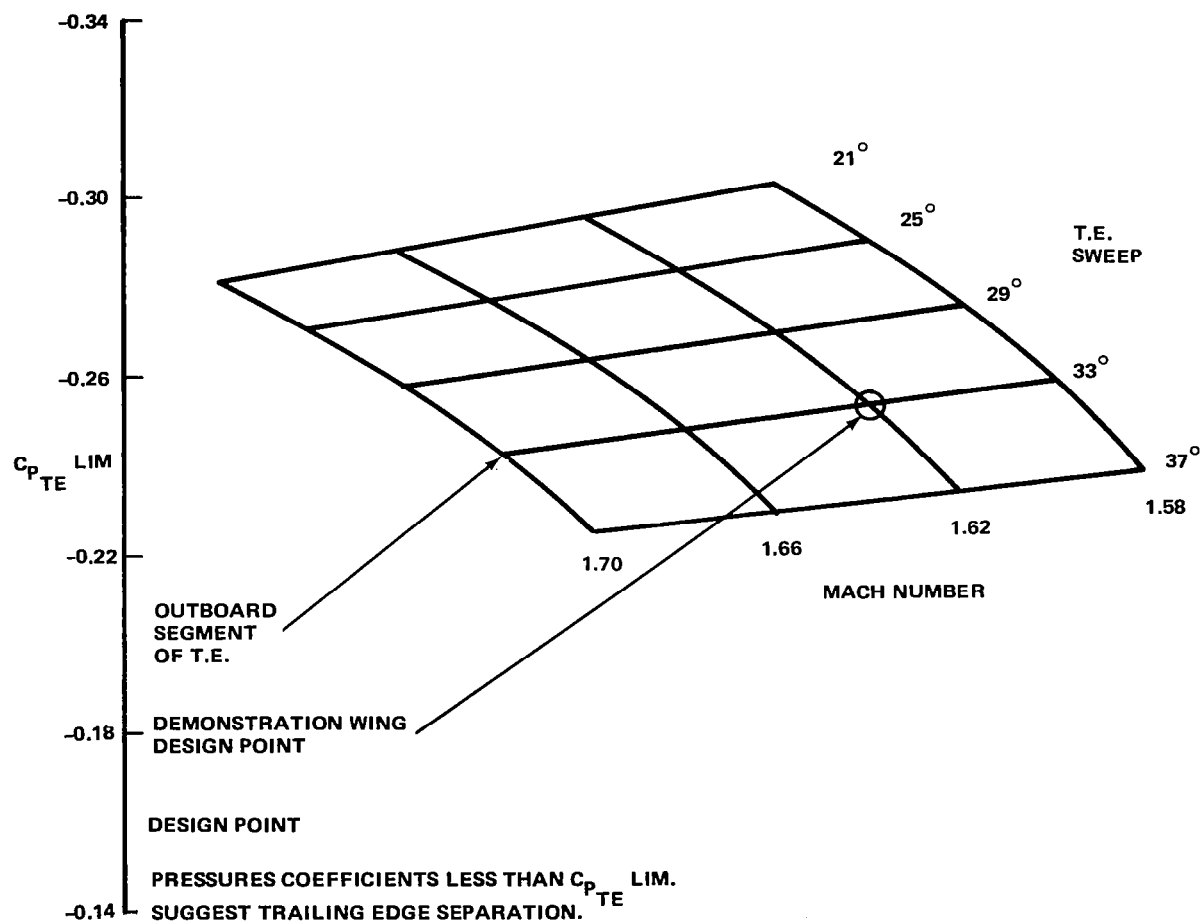 -0.34
-0.30
-0.26
C_P_TE LIM
-0.22
-0.18
-0.14
21°
25°
29°
33°
37°
T.E.
SWEEP
1.70
1.66
1.62
1.58
MACH NUMBER
OUTBOARD
SEGMENT
OF T.E.
DEMONSTRATION WING
DESIGN POINT
DESIGN POINT
PRESSURES COEFFICIENTS LESS THAN C_P_TE LIM.
SUGGEST TRAILING EDGE SEPARATION.